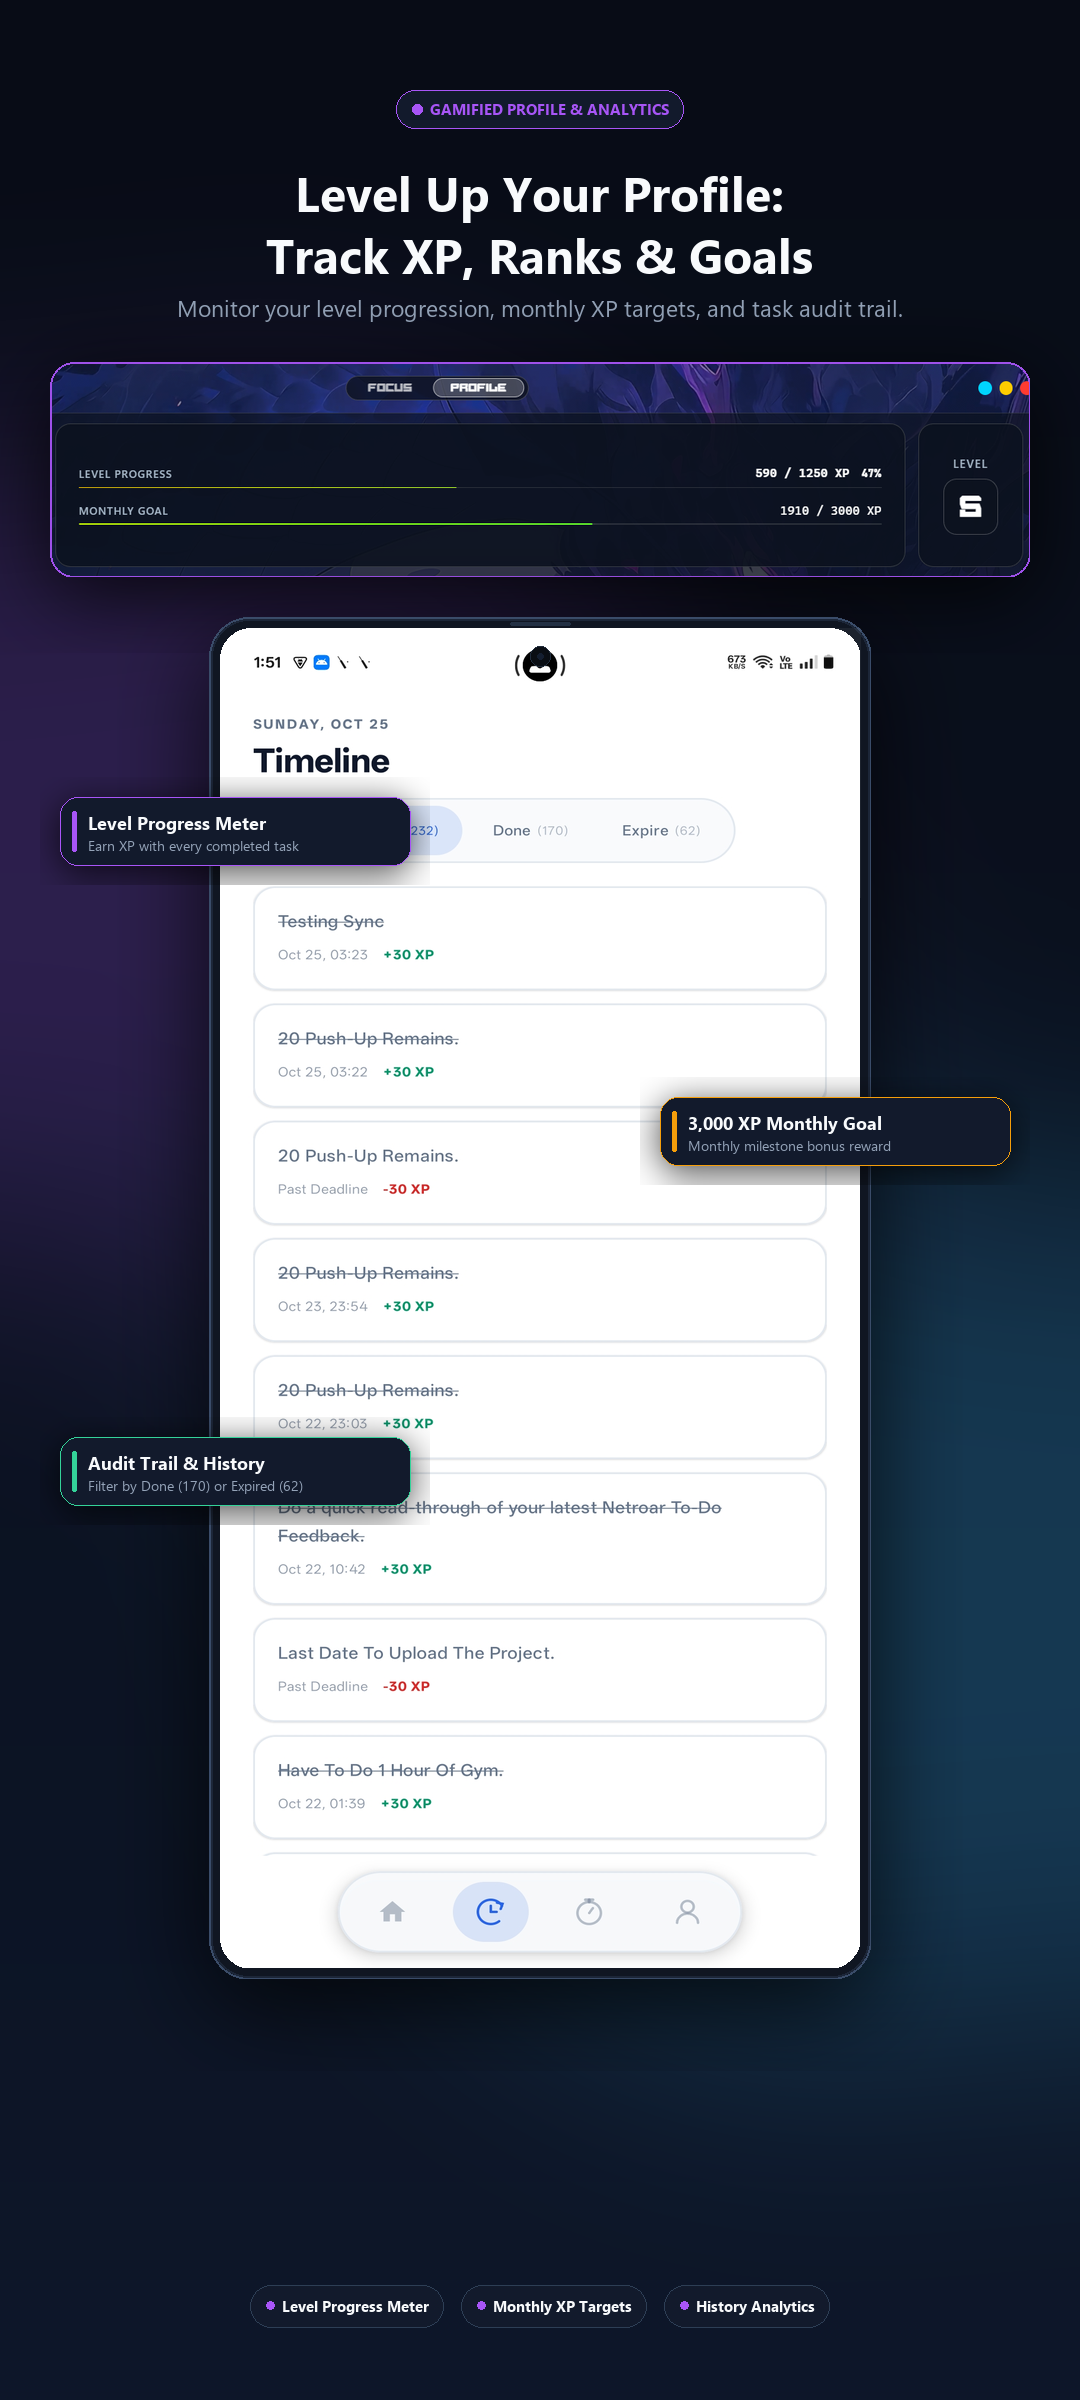 GAMIFIED PROFILE & ANALYTICS
Level Up Your Profile:
Track XP, Ranks & Goals
Monitor your level progression, monthly XP targets, and task audit trail.
FOCUS PROFILE
LEVEL PROGRESS 590 / 1250 XP 47%
MONTHLY GOAL 1910 / 3000 XP
LEVEL
S
1:51 673 KB/S Vo LTE
SUNDAY, OCT 25
Timeline
Level Progress Meter
Earn XP with every completed task
232) Done (170) Expire (62)
Testing Sync
Oct 25, 03:23 +30 XP
20 Push-Up Remains.
Oct 25, 03:22 +30 XP
3,000 XP Monthly Goal
Monthly milestone bonus reward
20 Push-Up Remains.
Past Deadline -30 XP
20 Push-Up Remains.
Oct 23, 23:54 +30 XP
20 Push-Up Remains.
Oct 22, 23:03 +30 XP
Audit Trail & History
Filter by Done (170) or Expired (62)
Do a quick read-through of your latest Netroar To-Do
Feedback.
Oct 22, 10:42 +30 XP
Last Date To Upload The Project.
Past Deadline -30 XP
Have To Do 1 Hour Of Gym.
Oct 22, 01:39 +30 XP
Level Progress Meter Monthly XP Targets History Analytics